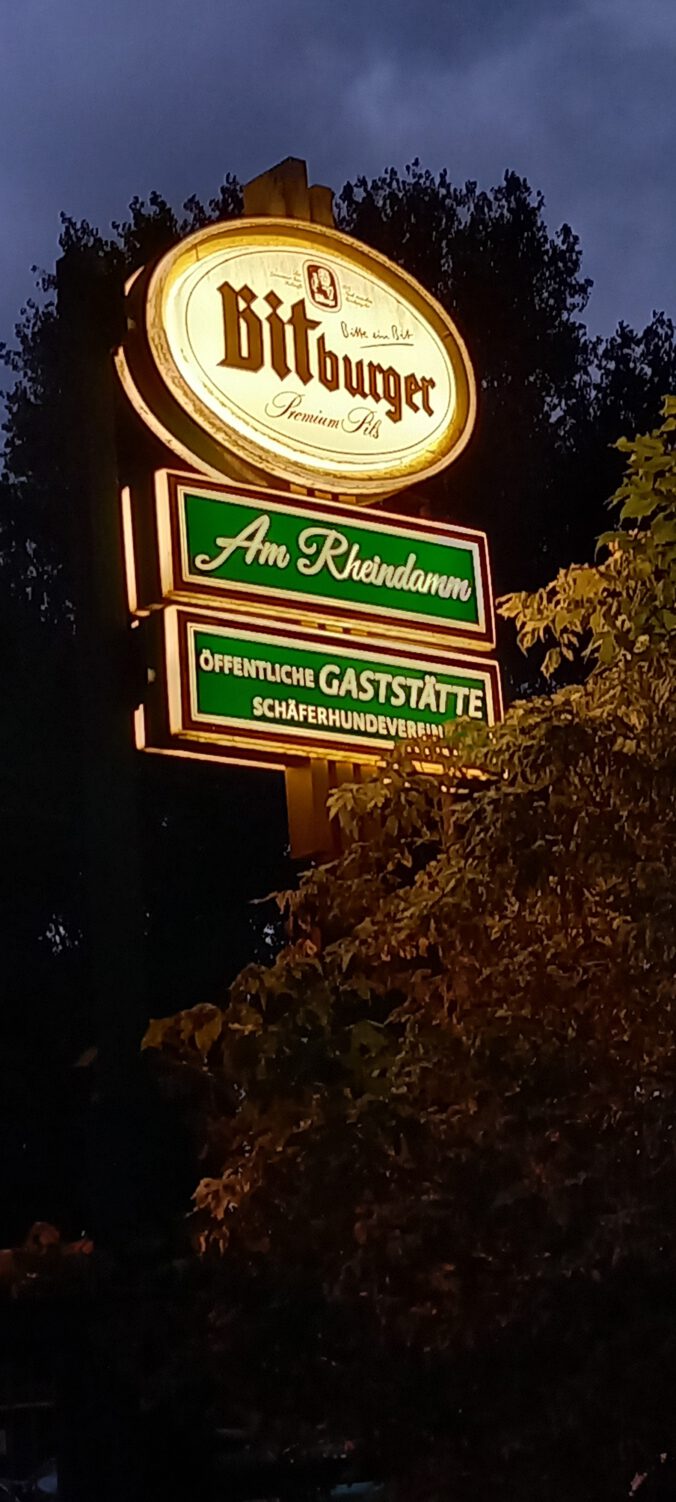 Bitte ein Bit
Bitburger
Premium Pils
Am Rheindamm
ÖFFENTLICHE GASTSTÄTTE
SCHÄFERHUNDEVEREIN